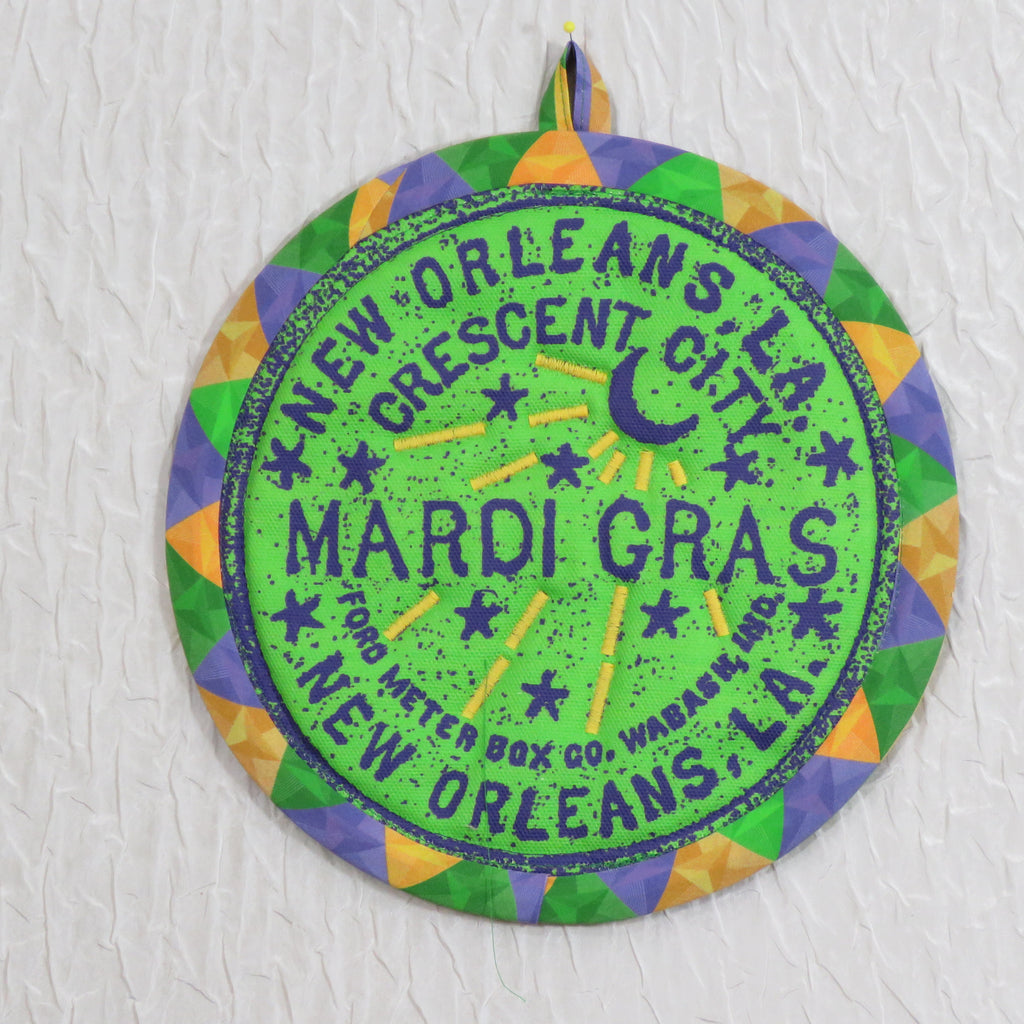 NEW ORLEANS, LA.
CRESCENT CITY
MARDI GRAS
FORD METER BOX CO. WABASH, IND.
NEW ORLEANS, LA.